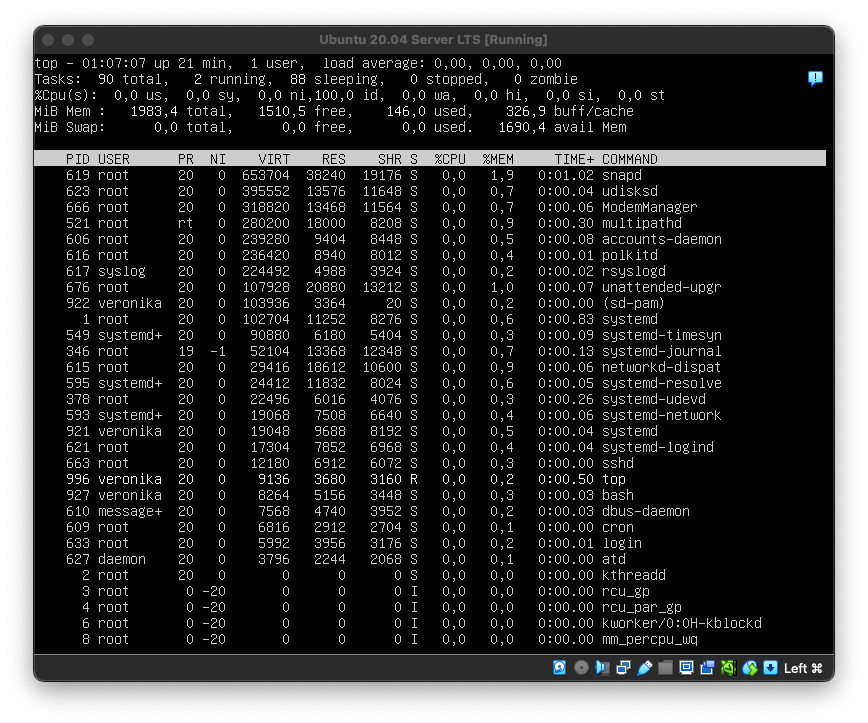 Ubuntu 20.04 Server LTS [Running]
top - 01:07:07 up 21 min,  1 user,  load average: 0,00, 0,00, 0,00
Tasks:  90 total,   2 running,  88 sleeping,   0 stopped,   0 zombie
%Cpu(s):  0,0 us,  0,0 sy,  0,0 ni,100,0 id,  0,0 wa,  0,0 hi,  0,0 si,  0,0 st
MiB Mem :   1983,4 total,   1510,5 free,    146,0 used,    326,9 buff/cache
MiB Swap:      0,0 total,      0,0 free,      0,0 used.   1690,4 avail Mem
PID USER      PR  NI    VIRT    RES    SHR S  %CPU  %MEM     TIME+ COMMAND
619 root      20   0  653704  38240  19176 S   0,0   1,9   0:01.02 snapd
623 root      20   0  395552  13576  11648 S   0,0   0,7   0:00.04 udisksd
666 root      20   0  318820  13468  11564 S   0,0   0,7   0:00.06 ModemManager
521 root      rt   0  280200  18000   8208 S   0,0   0,9   0:00.30 multipathd
606 root      20   0  239280   9404   8448 S   0,0   0,5   0:00.08 accounts-daemon
616 root      20   0  236420   8940   8012 S   0,0   0,4   0:00.01 polkitd
617 syslog    20   0  224492   4988   3924 S   0,0   0,2   0:00.02 rsyslogd
676 root      20   0  107928  20880  13212 S   0,0   1,0   0:00.07 unattended-upgr
922 veronika  20   0  103936   3364     20 S   0,0   0,2   0:00.00 (sd-pam)
1 root      20   0  102704  11252   8276 S   0,0   0,6   0:00.83 systemd
549 systemd+  20   0   90880   6180   5404 S   0,0   0,3   0:00.09 systemd-timesyn
346 root      19  -1   52104  13368  12348 S   0,0   0,7   0:00.13 systemd-journal
615 root      20   0   29416  18612  10600 S   0,0   0,9   0:00.06 networkd-dispat
595 systemd+  20   0   24412  11832   8024 S   0,0   0,6   0:00.05 systemd-resolve
378 root      20   0   22496   6016   4076 S   0,0   0,3   0:00.26 systemd-udevd
593 systemd+  20   0   19068   7508   6640 S   0,0   0,4   0:00.06 systemd-network
921 veronika  20   0   19048   9688   8192 S   0,0   0,5   0:00.04 systemd
621 root      20   0   17304   7852   6968 S   0,0   0,4   0:00.04 systemd-logind
663 root      20   0   12180   6912   6072 S   0,0   0,3   0:00.00 sshd
996 veronika  20   0    9136   3680   3160 R   0,0   0,2   0:00.50 top
927 veronika  20   0    8264   5156   3448 S   0,0   0,3   0:00.03 bash
610 message+  20   0    7568   4740   3952 S   0,0   0,2   0:00.03 dbus-daemon
609 root      20   0    6816   2912   2704 S   0,0   0,1   0:00.00 cron
633 root      20   0    5992   3956   3176 S   0,0   0,2   0:00.01 login
627 daemon    20   0    3796   2244   2068 S   0,0   0,1   0:00.00 atd
2 root      20   0       0      0      0 S   0,0   0,0   0:00.00 kthreadd
3 root       0 -20       0      0      0 I   0,0   0,0   0:00.00 rcu_gp
4 root       0 -20       0      0      0 I   0,0   0,0   0:00.00 rcu_par_gp
6 root       0 -20       0      0      0 I   0,0   0,0   0:00.00 kworker/0:0H-kblockd
8 root       0 -20       0      0      0 I   0,0   0,0   0:00.00 mm_percpu_wq
Left ⌘